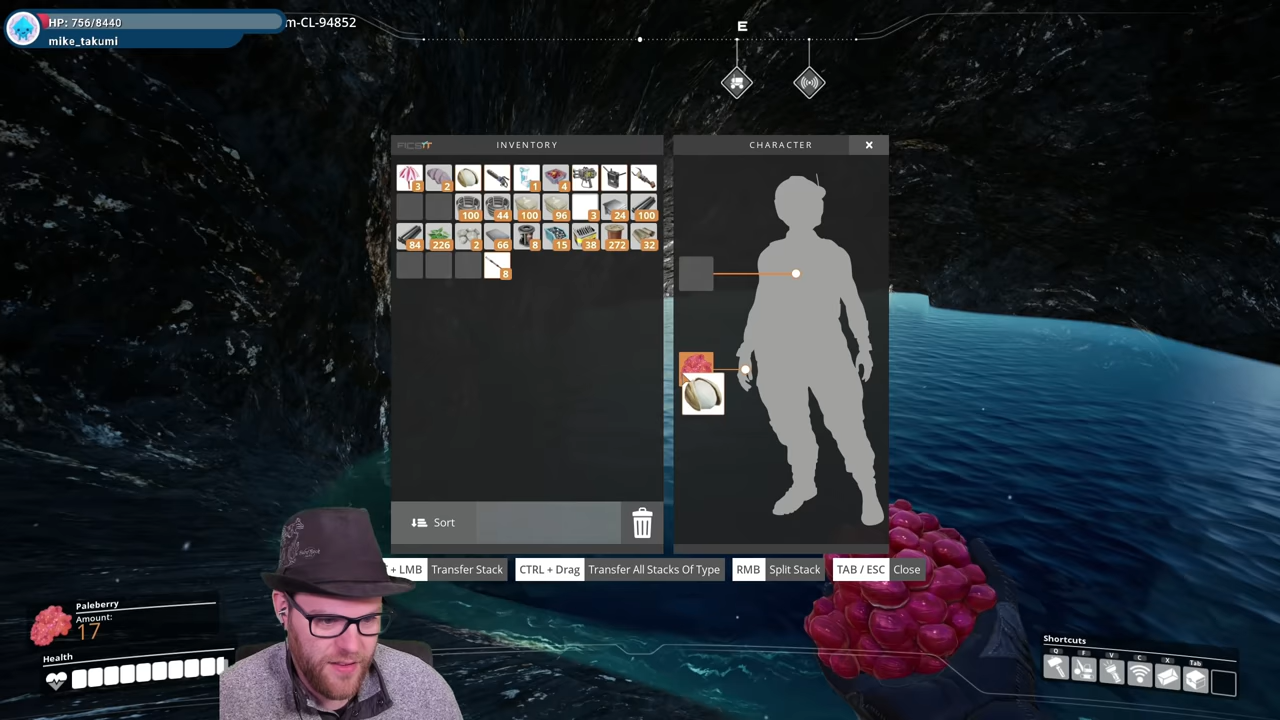 HP: 756/8440
m-CL-94852
mike_takumi
E
FICSIT
INVENTORY
CHARACTER
3
2
1
4
100
44
100
96
3
24
100
84
226
2
66
8
15
38
272
32
8
Sort
+ LMB
Transfer Stack
CTRL + Drag
Transfer All Stacks Of Type
RMB
Split Stack
TAB / ESC
Close
Paleberry
Amount:
17
Health
Shortcuts
Q
F
V
C
X
Tab